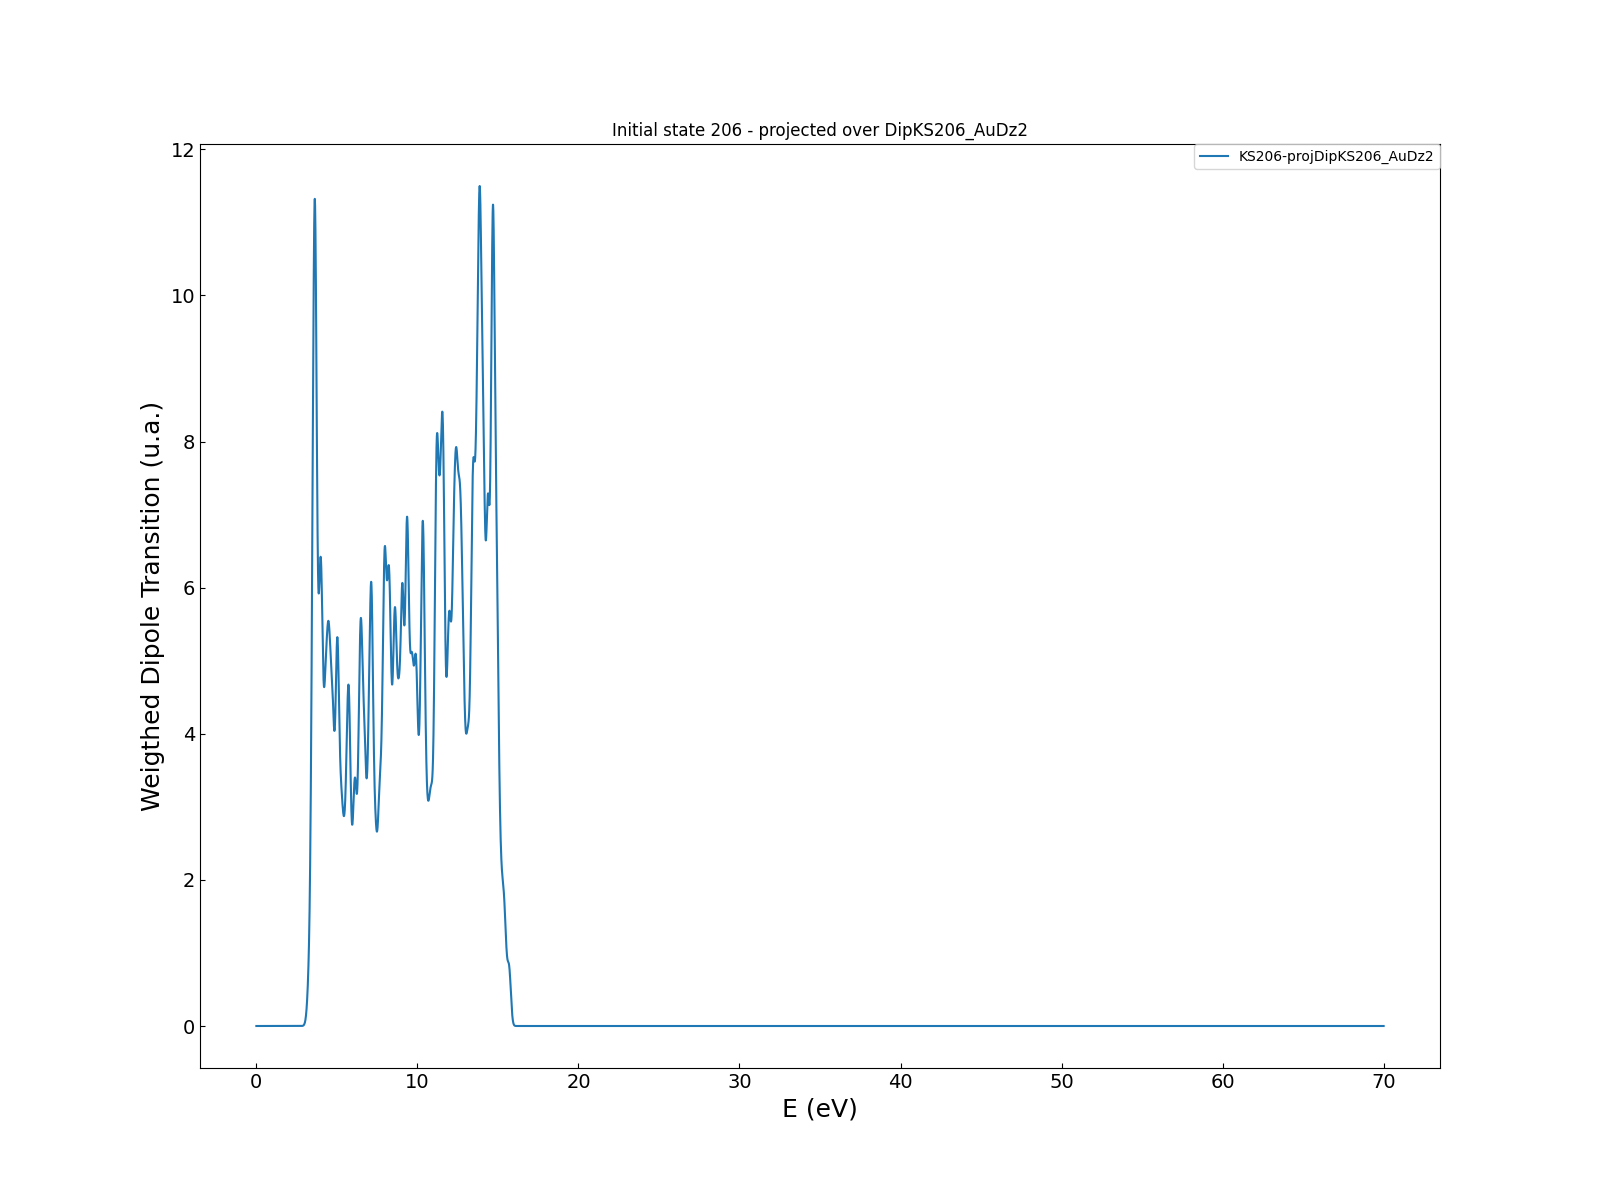 Initial state 206 - projected over DipKS206_AuDz2
KS206-projDipKS206_AuDz2
Weigthed Dipole Transition (u.a.)
12
10
8
6
4
2
0
0 10 20 30 40 50 60 70
E (eV)